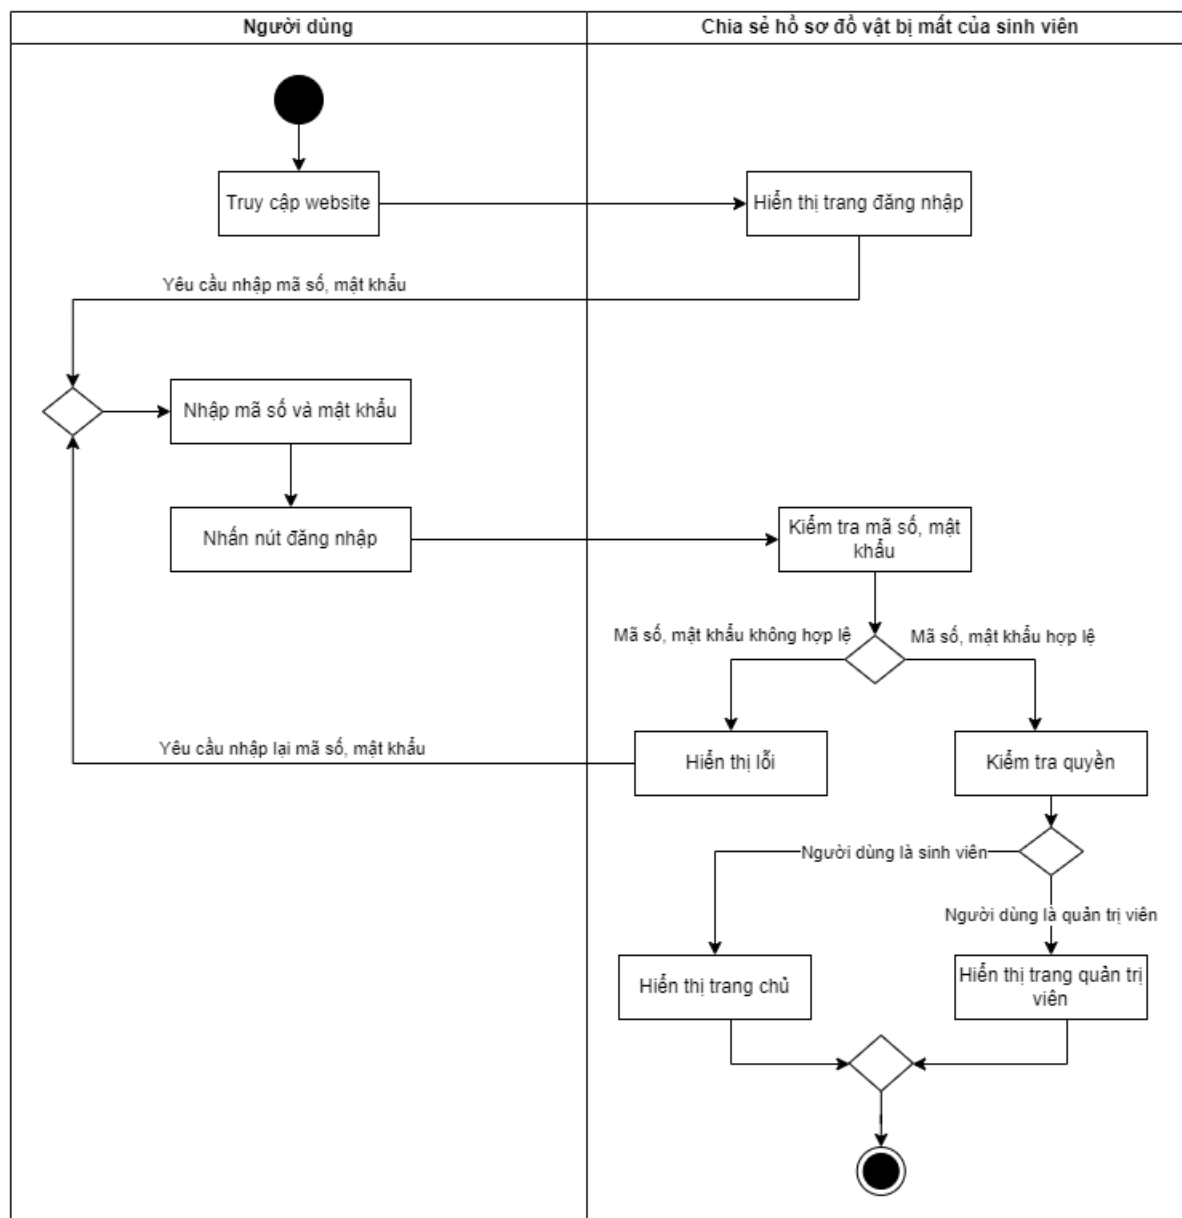 Người dùng
Chia sẻ hồ sơ đồ vật bị mất của sinh viên
Truy cập website
Hiển thị trang đăng nhập
Yêu cầu nhập mã số, mật khẩu
Nhập mã số và mật khẩu
Nhấn nút đăng nhập
Kiểm tra mã số, mật
khẩu
Mã số, mật khẩu không hợp lệ
Mã số, mật khẩu hợp lệ
Yêu cầu nhập lại mã số, mật khẩu
Hiển thị lỗi
Kiểm tra quyền
Người dùng là sinh viên
Người dùng là quản trị viên
Hiển thị trang chủ
Hiển thị trang quản trị
viên